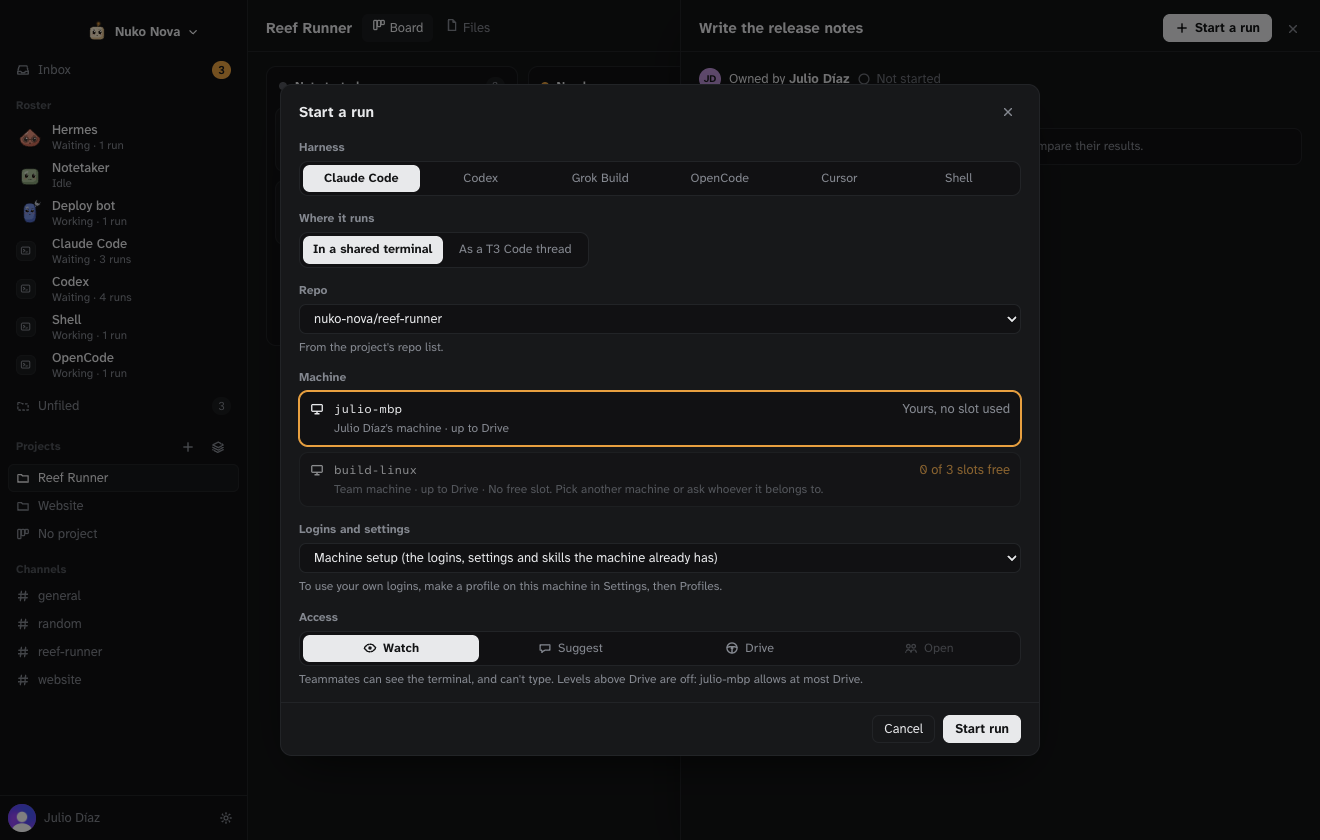 Nuko Nova
Inbox
3
Roster
Hermes
Waiting · 1 run
Notetaker
Idle
Deploy bot
Working · 1 run
Claude Code
Waiting · 3 runs
Codex
Waiting · 4 runs
Shell
Working · 1 run
OpenCode
Working · 1 run
Unfiled
3
Projects
Reef Runner
Website
No project
Channels
# general
# random
# reef-runner
# website
Julio Díaz
Reef Runner
Board
Files
Write the release notes
+ Start a run
JD
Owned by Julio Díaz
Not started
mpare their results.
Start a run
Harness
Claude Code
Codex
Grok Build
OpenCode
Cursor
Shell
Where it runs
In a shared terminal
As a T3 Code thread
Repo
nuko-nova/reef-runner
From the project's repo list.
Machine
julio-mbp
Yours, no slot used
Julio Díaz's machine · up to Drive
build-linux
0 of 3 slots free
Team machine · up to Drive · No free slot. Pick another machine or ask whoever it belongs to.
Logins and settings
Machine setup (the logins, settings and skills the machine already has)
To use your own logins, make a profile on this machine in Settings, then Profiles.
Access
Watch
Suggest
Drive
Open
Teammates can see the terminal, and can't type. Levels above Drive are off: julio-mbp allows at most Drive.
Cancel
Start run